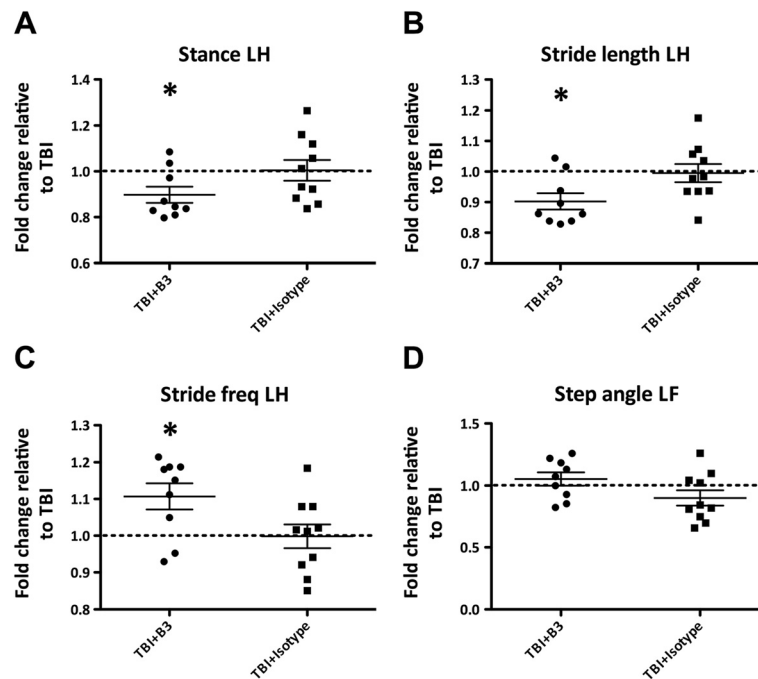 A
Stance LH
Fold change relative
to TBI
1.4
1.2
1.0
0.8
0.6
*
TBI+B3
TBI+Isotype
B
Stride length LH
Fold change relative
to TBI
1.3
1.2
1.1
1.0
0.9
0.8
0.7
*
TBI+B3
TBI+Isotype
C
Stride freq LH
Fold change relative
to TBI
1.3
1.2
1.1
1.0
0.9
0.8
*
TBI+B3
TBI+Isotype
D
Step angle LF
Fold change relative
to TBI
1.5
1.0
0.5
0.0
TBI+B3
TBI+Isotype